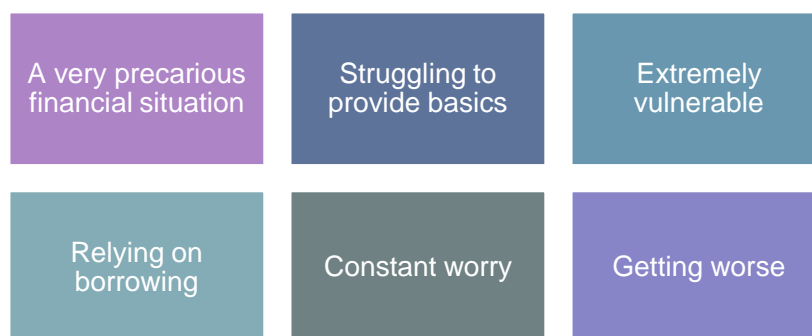 A very precarious
financial situation
Struggling to
provide basics
Extremely
vulnerable
Relying on
borrowing
Constant worry
Getting worse